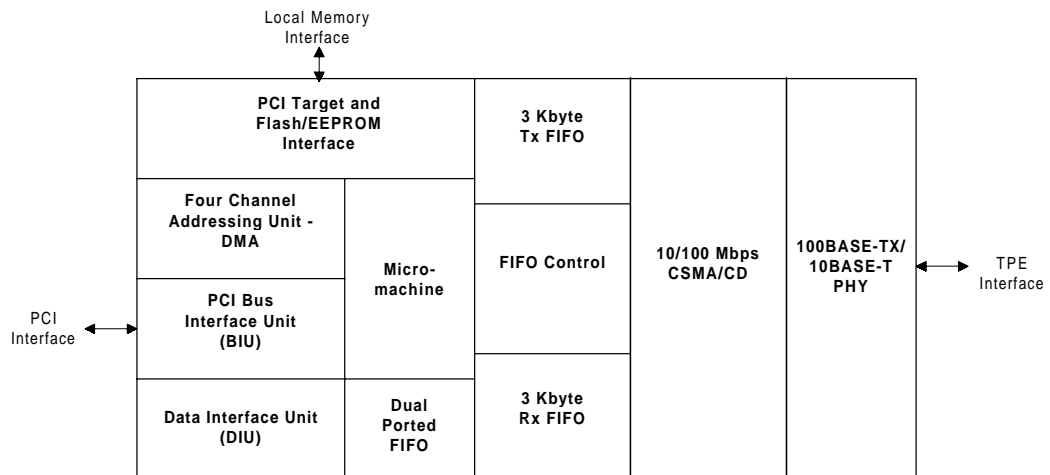 Local Memory
Interface
PCI Target and
Flash/EEPROM
Interface
3 Kbyte
Tx FIFO
Four Channel
Addressing Unit -
DMA
Micro-
machine
FIFO Control
10/100 Mbps
CSMA/CD
100BASE-TX/
10BASE-T
PHY
TPE
Interface
PCI
Interface
PCI Bus
Interface Unit
(BIU)
Data Interface Unit
(DIU)
Dual
Ported
FIFO
3 Kbyte
Rx FIFO